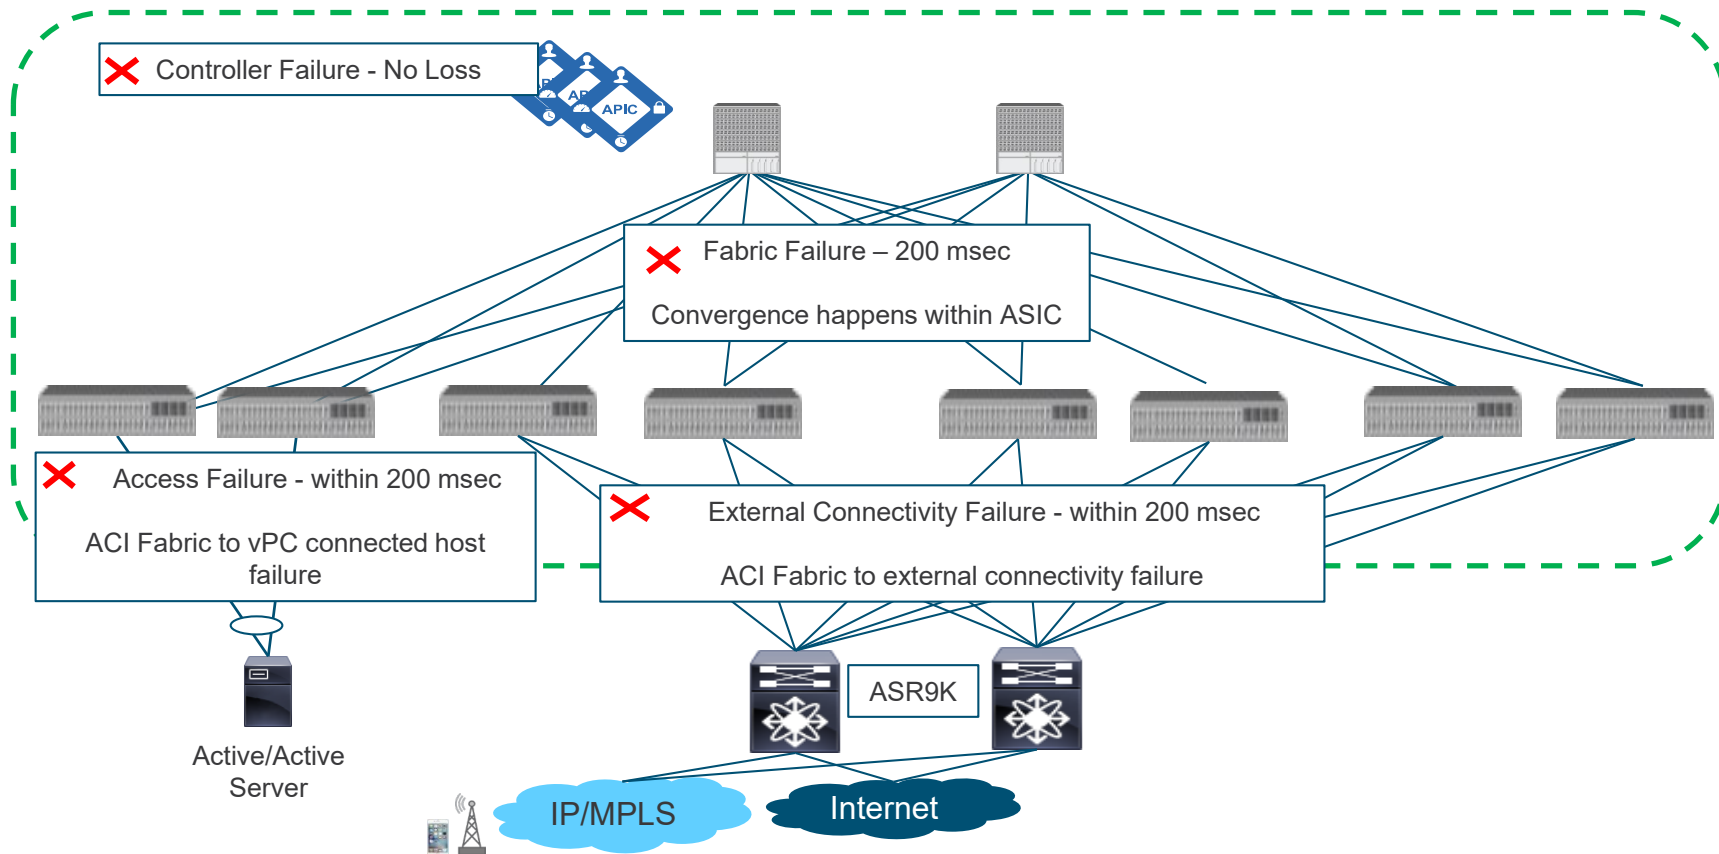 Controller Failure - No Loss
AP
AP
APIC
Fabric Failure – 200 msec
Convergence happens within ASIC
Access Failure - within 200 msec
ACI Fabric to vPC connected host
failure
External Connectivity Failure - within 200 msec
ACI Fabric to external connectivity failure
ASR9K
Active/Active
Server
IP/MPLS
Internet